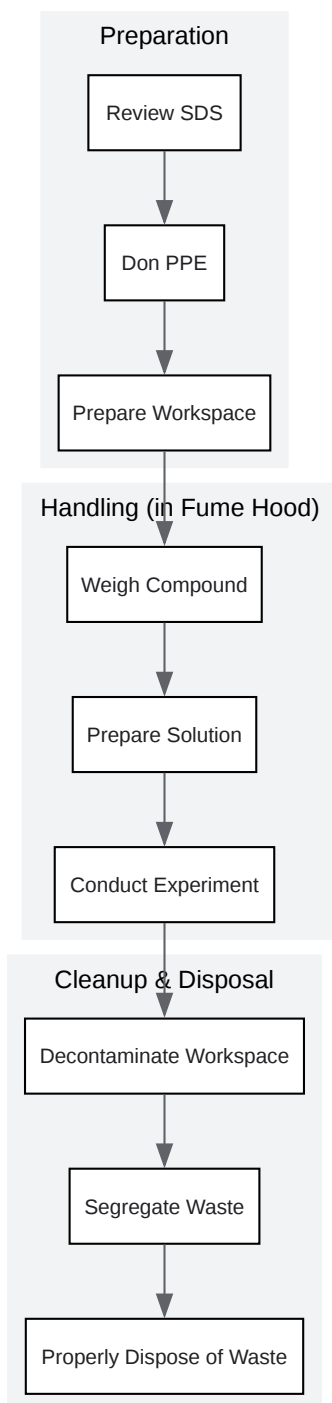 Preparation
Review SDS
Don PPE
Prepare Workspace
Handling (in Fume Hood)
Weigh Compound
Prepare Solution
Conduct Experiment
Cleanup & Disposal
Decontaminate Workspace
Segregate Waste
Properly Dispose of Waste